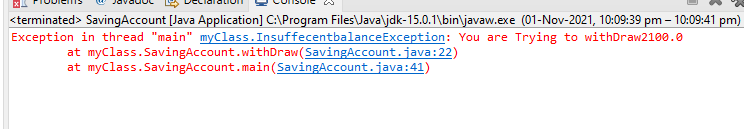 Problems Javadoc Declaration Console
<terminated> SavingAccount [Java Application] C:\Program Files\Java\jdk-15.0.1\bin\javaw.exe (01-Nov-2021, 10:09:39 pm – 10:09:41 pm)
Exception in thread "main" myClass.InsuffecentbalanceException: You are Trying to withDraw2100.0
at myClass.SavingAccount.withDraw(SavingAccount.java:22)
at myClass.SavingAccount.main(SavingAccount.java:41)